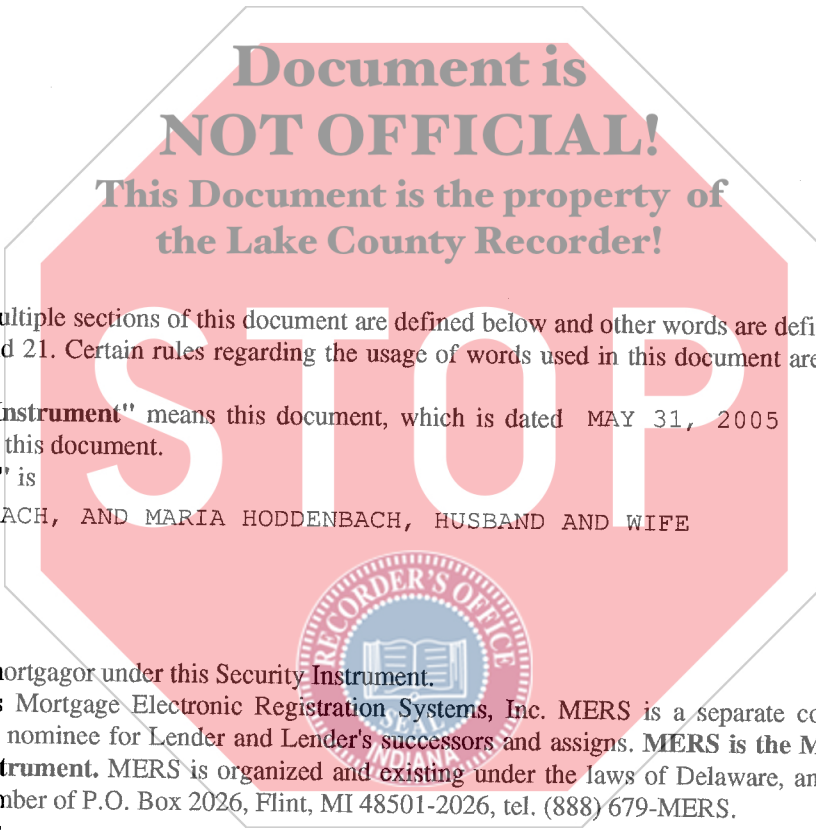 Document is
NOT OFFICIAL!
This Document is the property of
the Lake County Recorder!
STOP
ultiple sections of this document are defined below and other words are defi
d 21. Certain rules regarding the usage of words used in this document are
nstrument" means this document, which is dated MAY 31, 2005
this document.
" is
ACH, AND MARIA HODDENBACH, HUSBAND AND WIFE
RECORDER'S OFFICE
SEAL
INDIANA
ortgagor under this Security Instrument.
s Mortgage Electronic Registration Systems, Inc. MERS is a separate co
nominee for Lender and Lender's successors and assigns. MERS is the M
trument. MERS is organized and existing under the laws of Delaware, an
mber of P.O. Box 2026, Flint, MI 48501-2026, tel. (888) 679-MERS.